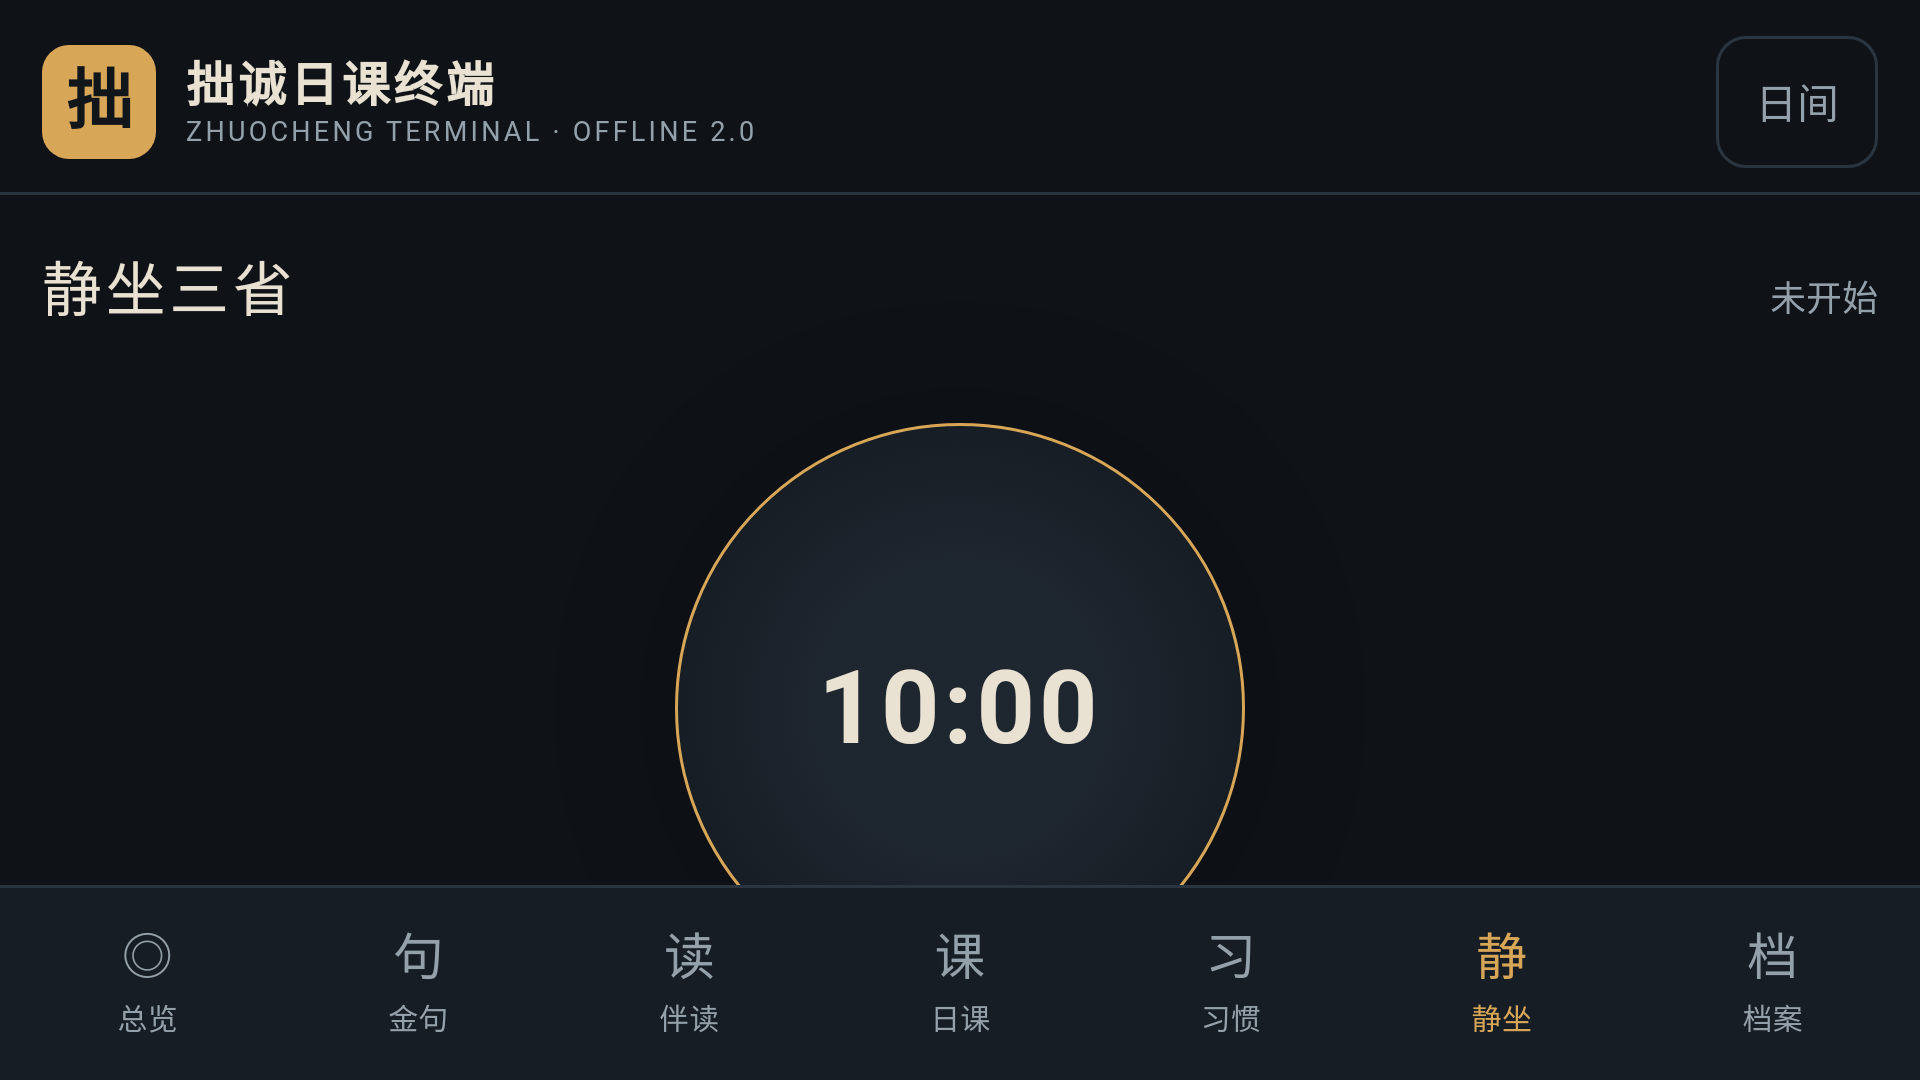 拙
拙诚日课终端
ZHUOCHENG TERMINAL · OFFLINE 2.0
日间
静坐三省
未开始
10:00
◎
总览
句
金句
读
伴读
课
日课
习
习惯
静
静坐
档
档案